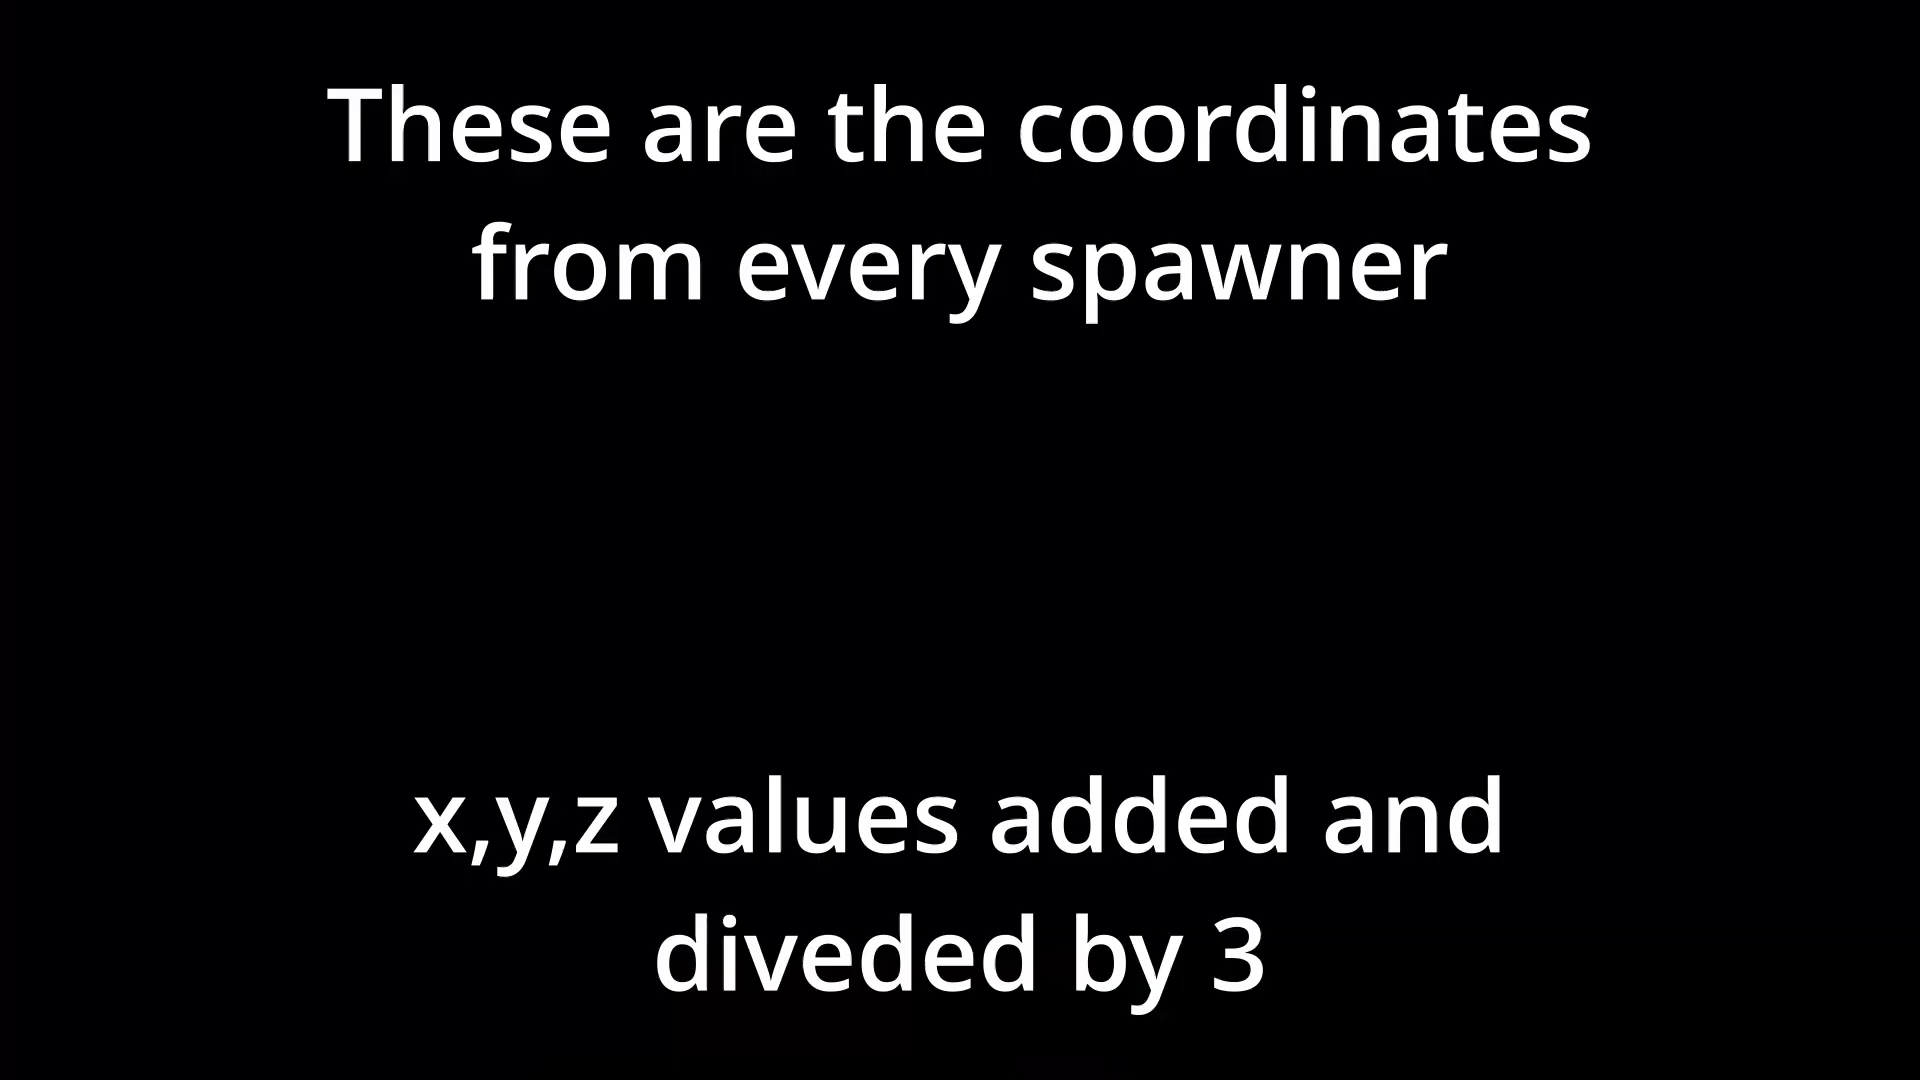 These are the coordinates
from every spawner
x,y,z values added and
diveded by 3